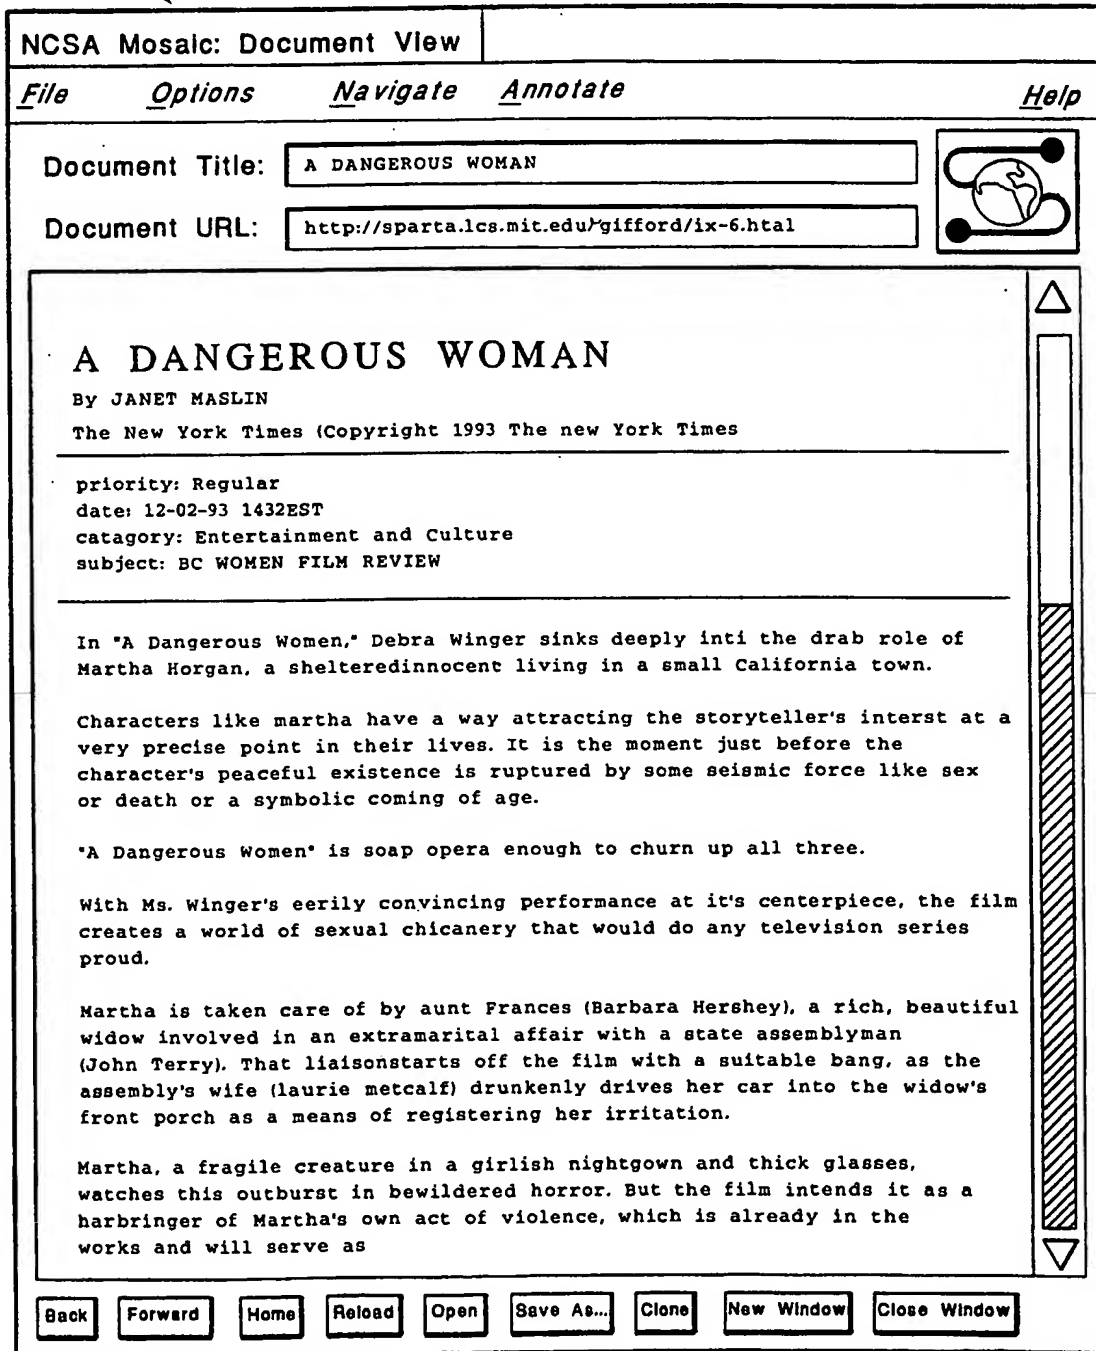 NCSA Mosaic: Document View
File Options Navigate Annotate Help
Document Title: A DANGEROUS WOMAN
Document URL: http://sparta.lcs.mit.edu/~gifford/ix-6.htal
A DANGEROUS WOMAN
By JANET MASLIN
The New York Times (Copyright 1993 The new York Times
priority: Regular
date: 12-02-93 1432EST
catagory: Entertainment and Culture
subject: BC WOMEN FILM REVIEW
In "A Dangerous Women," Debra Winger sinks deeply inti the drab role of
Martha Horgan, a shelteredinnocent living in a small California town.
Characters like martha have a way attracting the storyteller's interst at a
very precise point in their lives. It is the moment just before the
character's peaceful existence is ruptured by some seismic force like sex
or death or a symbolic coming of age.
"A Dangerous Women" is soap opera enough to churn up all three.
With Ms. Winger's eerily convincing performance at it's centerpiece, the film
creates a world of sexual chicanery that would do any television series
proud.
Martha is taken care of by aunt Frances (Barbara Hershey), a rich, beautiful
widow involved in an extramarital affair with a state assemblyman
(John Terry). That liaisonstarts off the film with a suitable bang, as the
assembly's wife (laurie metcalf) drunkenly drives her car into the widow's
front porch as a means of registering her irritation.
Martha, a fragile creature in a girlish nightgown and thick glasses,
watches this outburst in bewildered horror. But the film intends it as a
harbringer of Martha's own act of violence, which is already in the
works and will serve as
Back Forward Home Reload Open Save As... Clone New Window Close Window